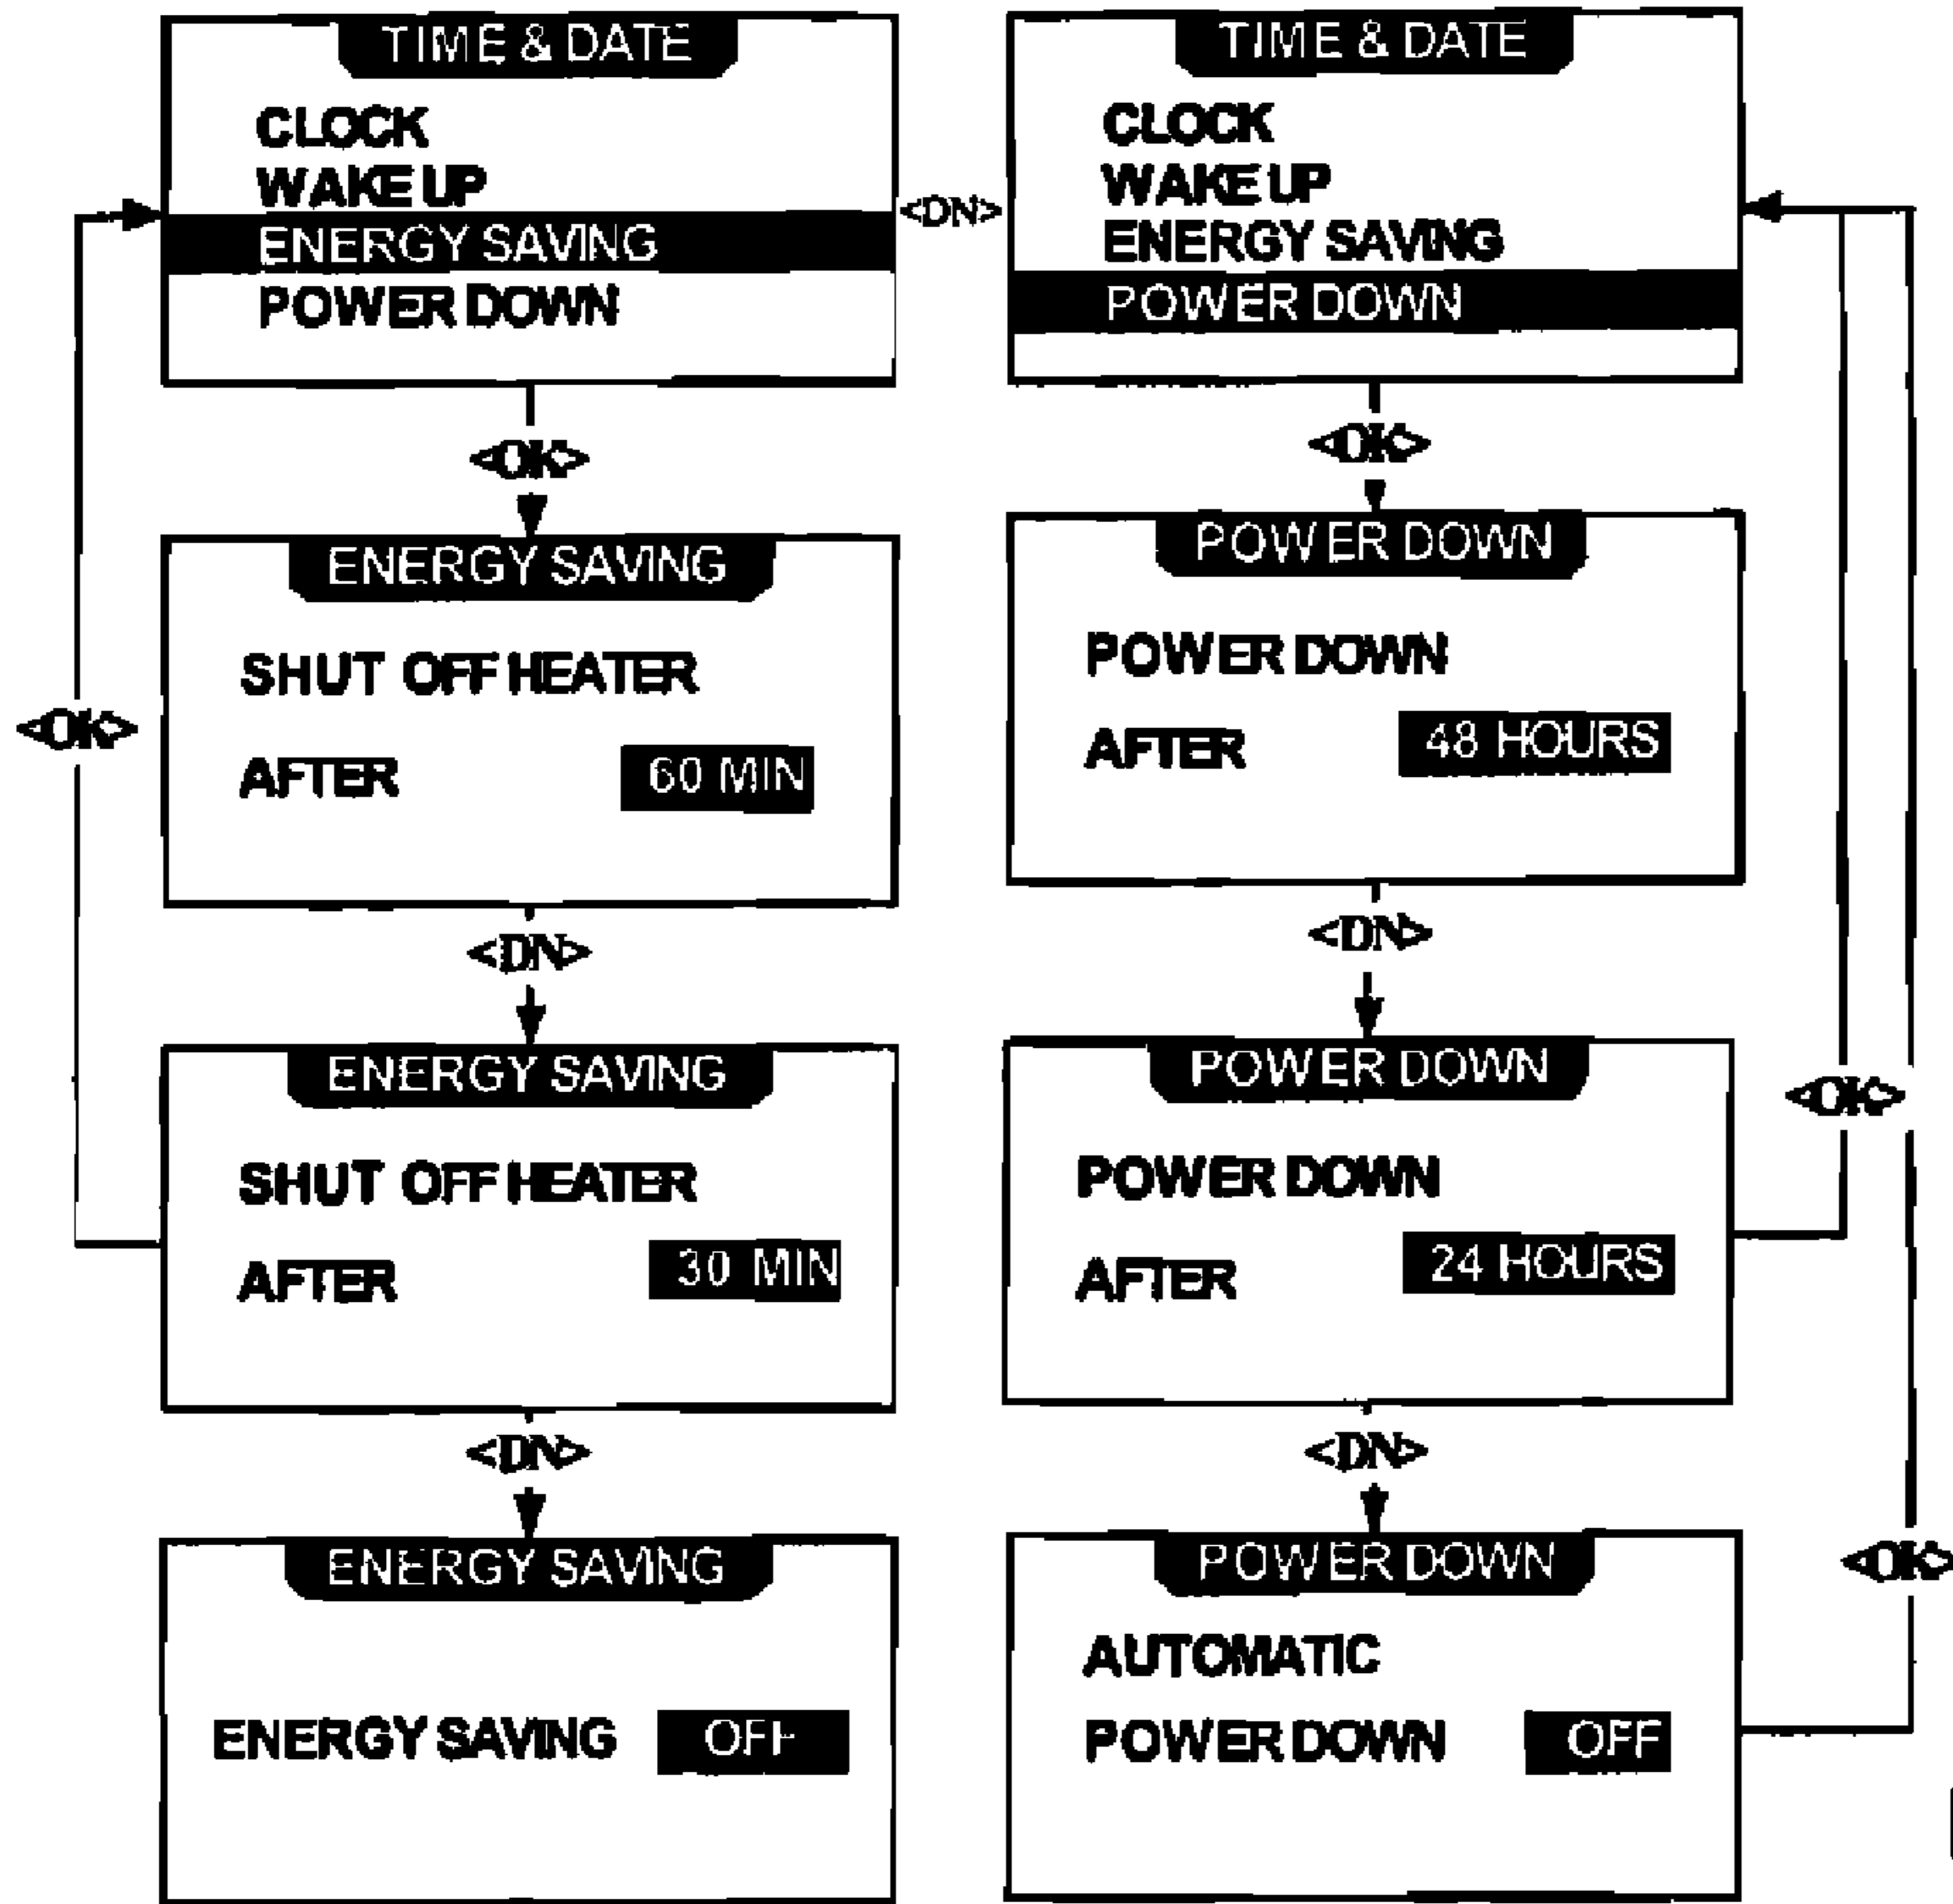 TIME & DATE
CLOCK
WAKE UP
ENERGY SAVING
POWER DOWN
<OK>
ENERGY SAVING
SHUT OFF HEATER
AFTER 60 MIN
<OK>
<DN>
ENERGY SAVING
SHUT OFF HEATER
AFTER 30 MIN
<DN>
ENERGY SAVING
ENERGY SAVING OFF
<DN>
TIME & DATE
CLOCK
WAKE UP
ENERGY SAVING
POWER DOWN
<OK>
POWER DOWN
POWER DOWN
AFTER 48 HOURS
<DN>
POWER DOWN
POWER DOWN
AFTER 24 HOURS
<OK>
<DN>
POWER DOWN
AUTOMATIC
POWER DOWN OFF
<OK>